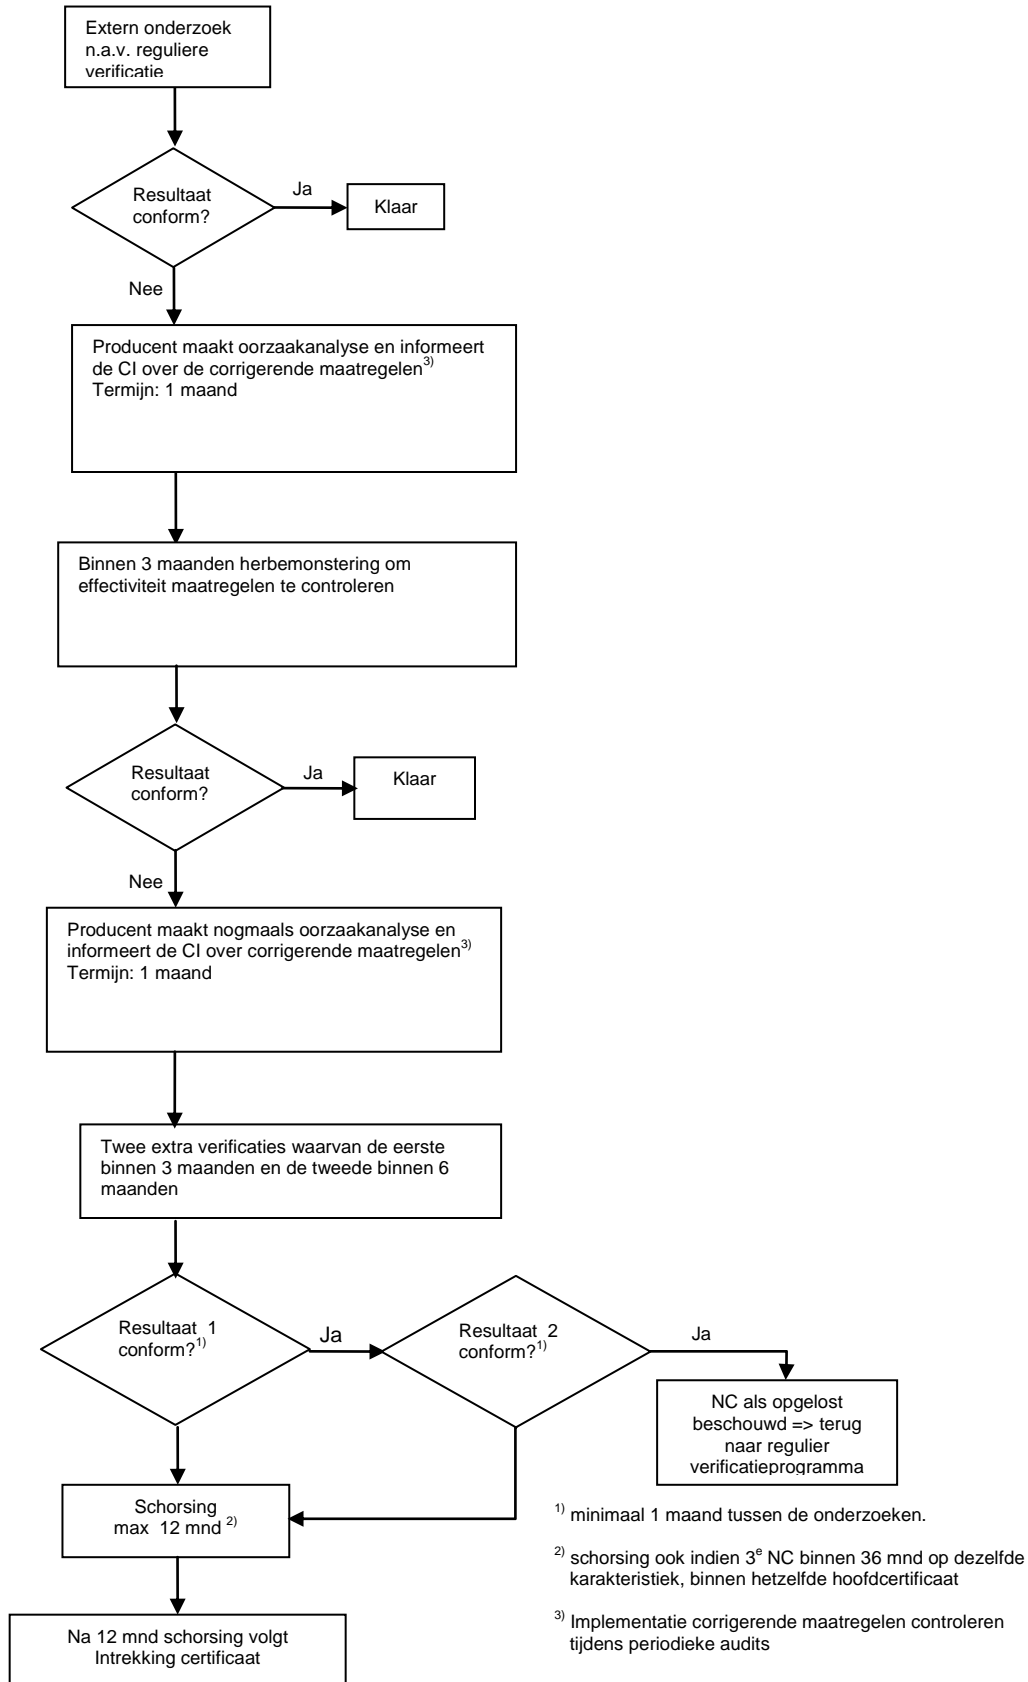 Extern onderzoek
n.a.v. reguliere
verificatie
Resultaat
conform?
Ja
Klaar
Nee
Producent maakt oorzaakanalyse en informeert
de CI over de corrigerende maatregelen3)
Termijn: 1 maand
Binnen 3 maanden herbemonstering om
effectiviteit maatregelen te controleren
Resultaat
conform?
Ja
Klaar
Nee
Producent maakt nogmaals oorzaakanalyse en
informeert de CI over corrigerende maatregelen3)
Termijn: 1 maand
Twee extra verificaties waarvan de eerste
binnen 3 maanden en de tweede binnen 6
maanden
Resultaat 1
conform?1)
Ja
Resultaat 2
conform?1)
Ja
NC als opgelost
beschouwd => terug
naar regulier
verificatieprogramma
Schorsing
max 12 mnd 2)
Na 12 mnd schorsing volgt
Intrekking certificaat
1) minimaal 1 maand tussen de onderzoeken.
2) schorsing ook indien 3e NC binnen 36 mnd op dezelfde
karakteristiek, binnen hetzelfde hoofdcertificaat
3) Implementatie corrigerende maatregelen controleren
tijdens periodieke audits